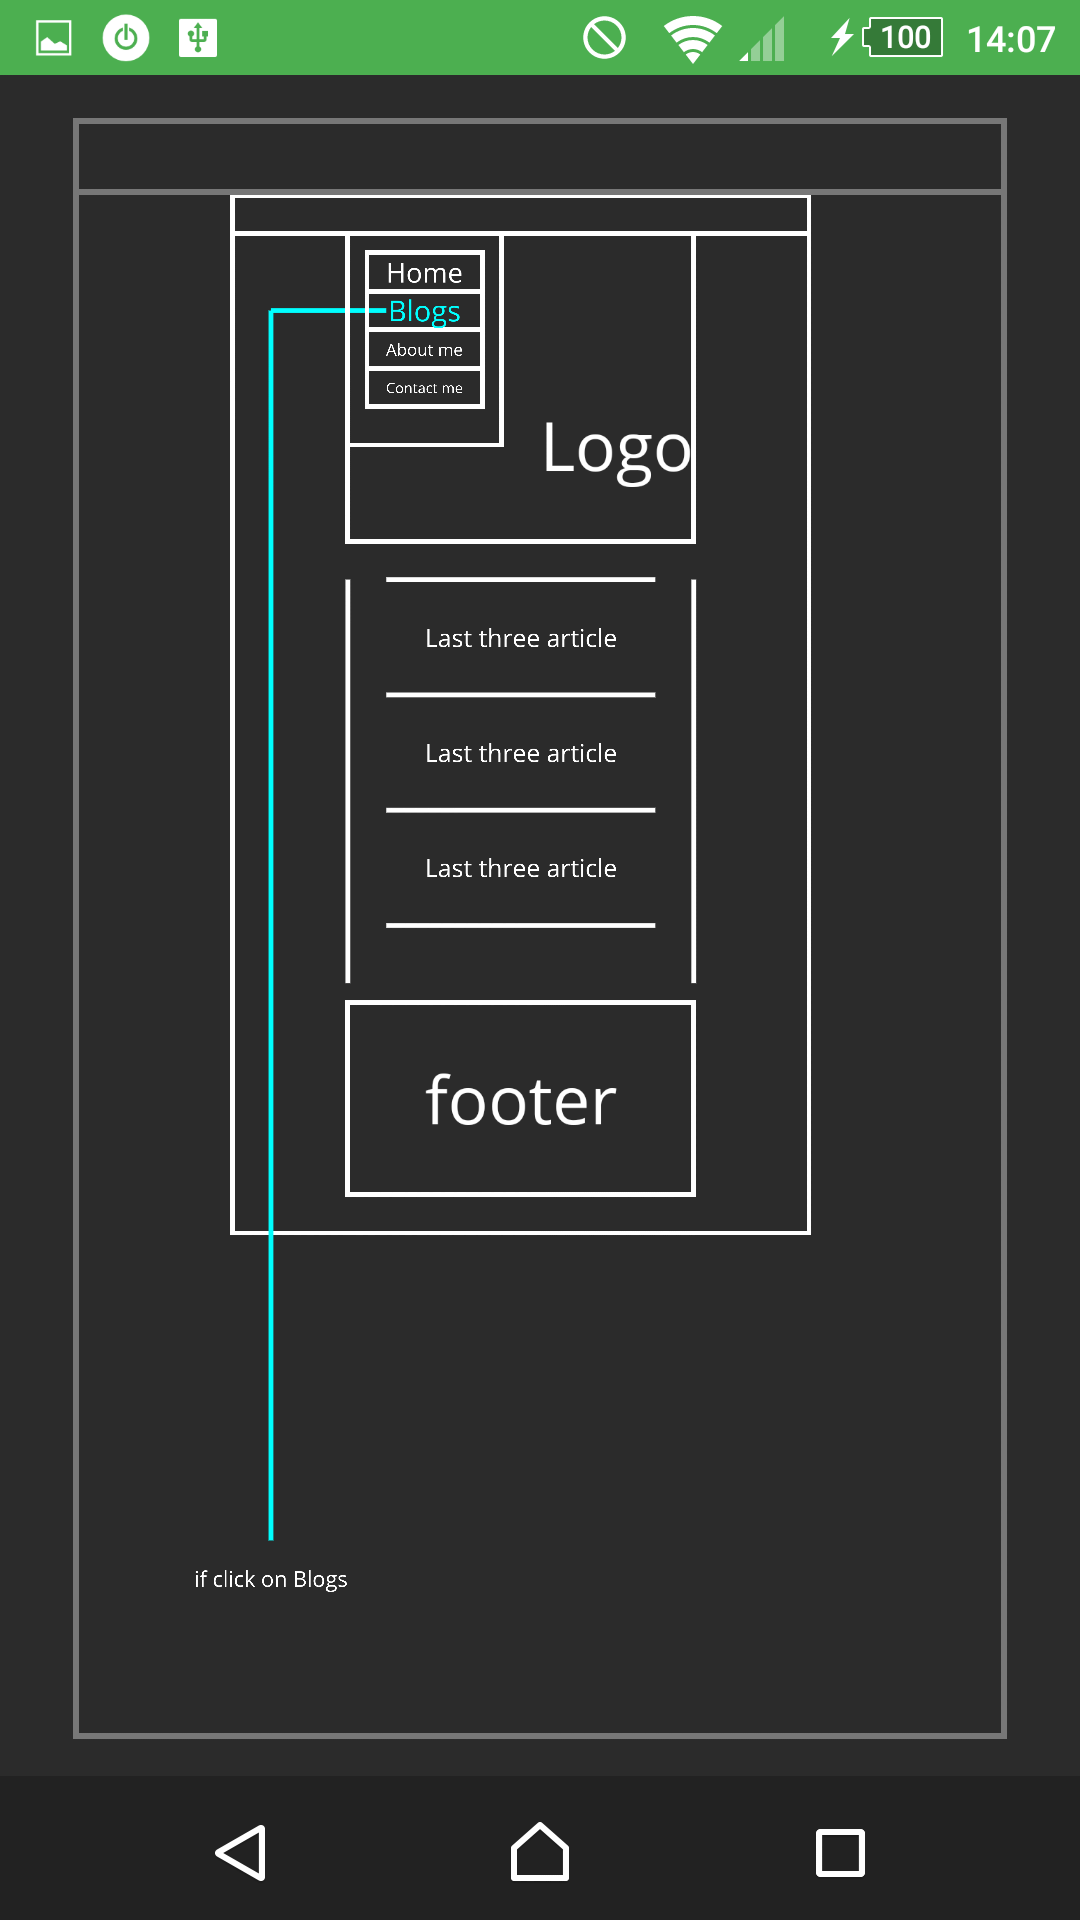 100 14:07
Home
Blogs
About me
Contact me
Logo
Last three article
Last three article
Last three article
footer
if click on Blogs